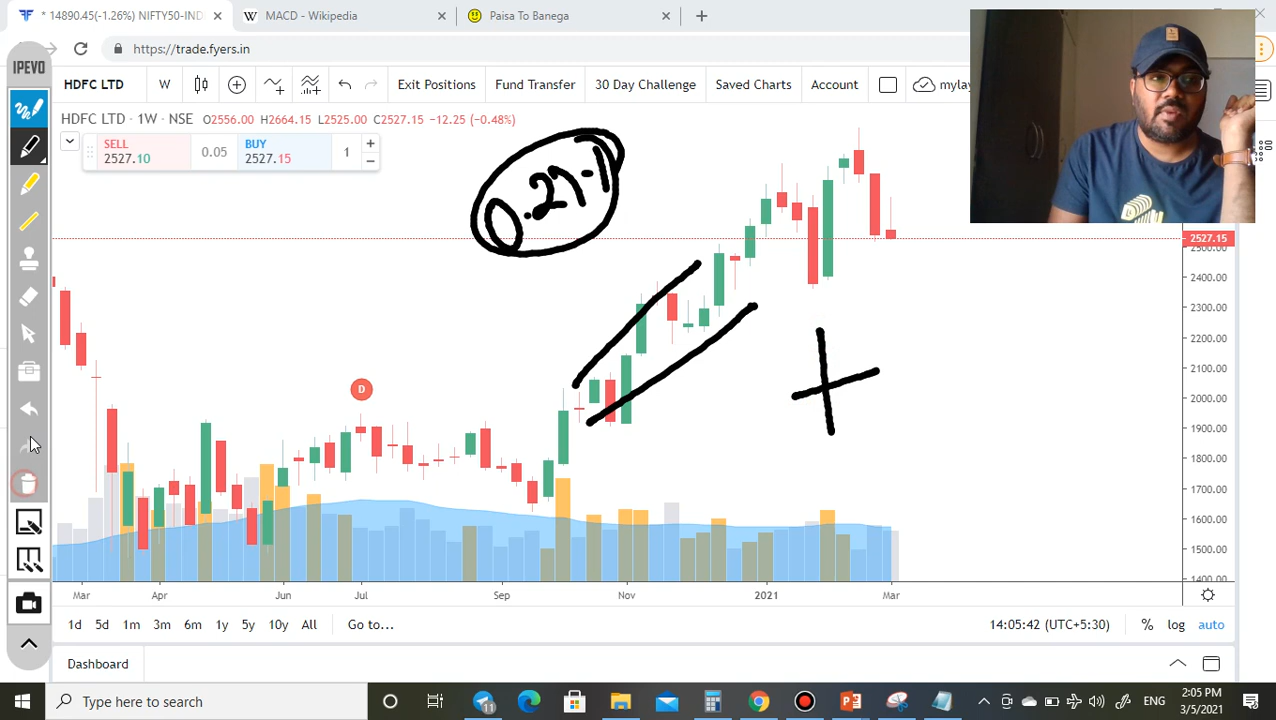 * 14890.45(-1.26%) NIFTY50-IND
MACD - Wikipedia
Paisa To Banega
https://trade.fyers.in
IPEVO
HDFC LTD
W
Exit Positions
Fund Transfer
30 Day Challenge
Saved Charts
Account
mylay
HDFC LTD · 1W · NSE O2556.00 H2664.15 L2525.00 C2527.15 −12.25 (−0.48%)
SELL
2527.10
0.05
BUY
2527.15
1
+
−
2527.15
2500.00
2400.00
2300.00
2200.00
2100.00
2000.00
1900.00
1800.00
1700.00
1600.00
1500.00
1400.00
D
Mar
Apr
Jun
Jul
Sep
Nov
2021
Mar
1d 5d 1m 3m 6m 1y 5y 10y All Go to...
14:05:42 (UTC+5:30) % log auto
Dashboard
Type here to search
11
ENG
2:05 PM
3/5/2021